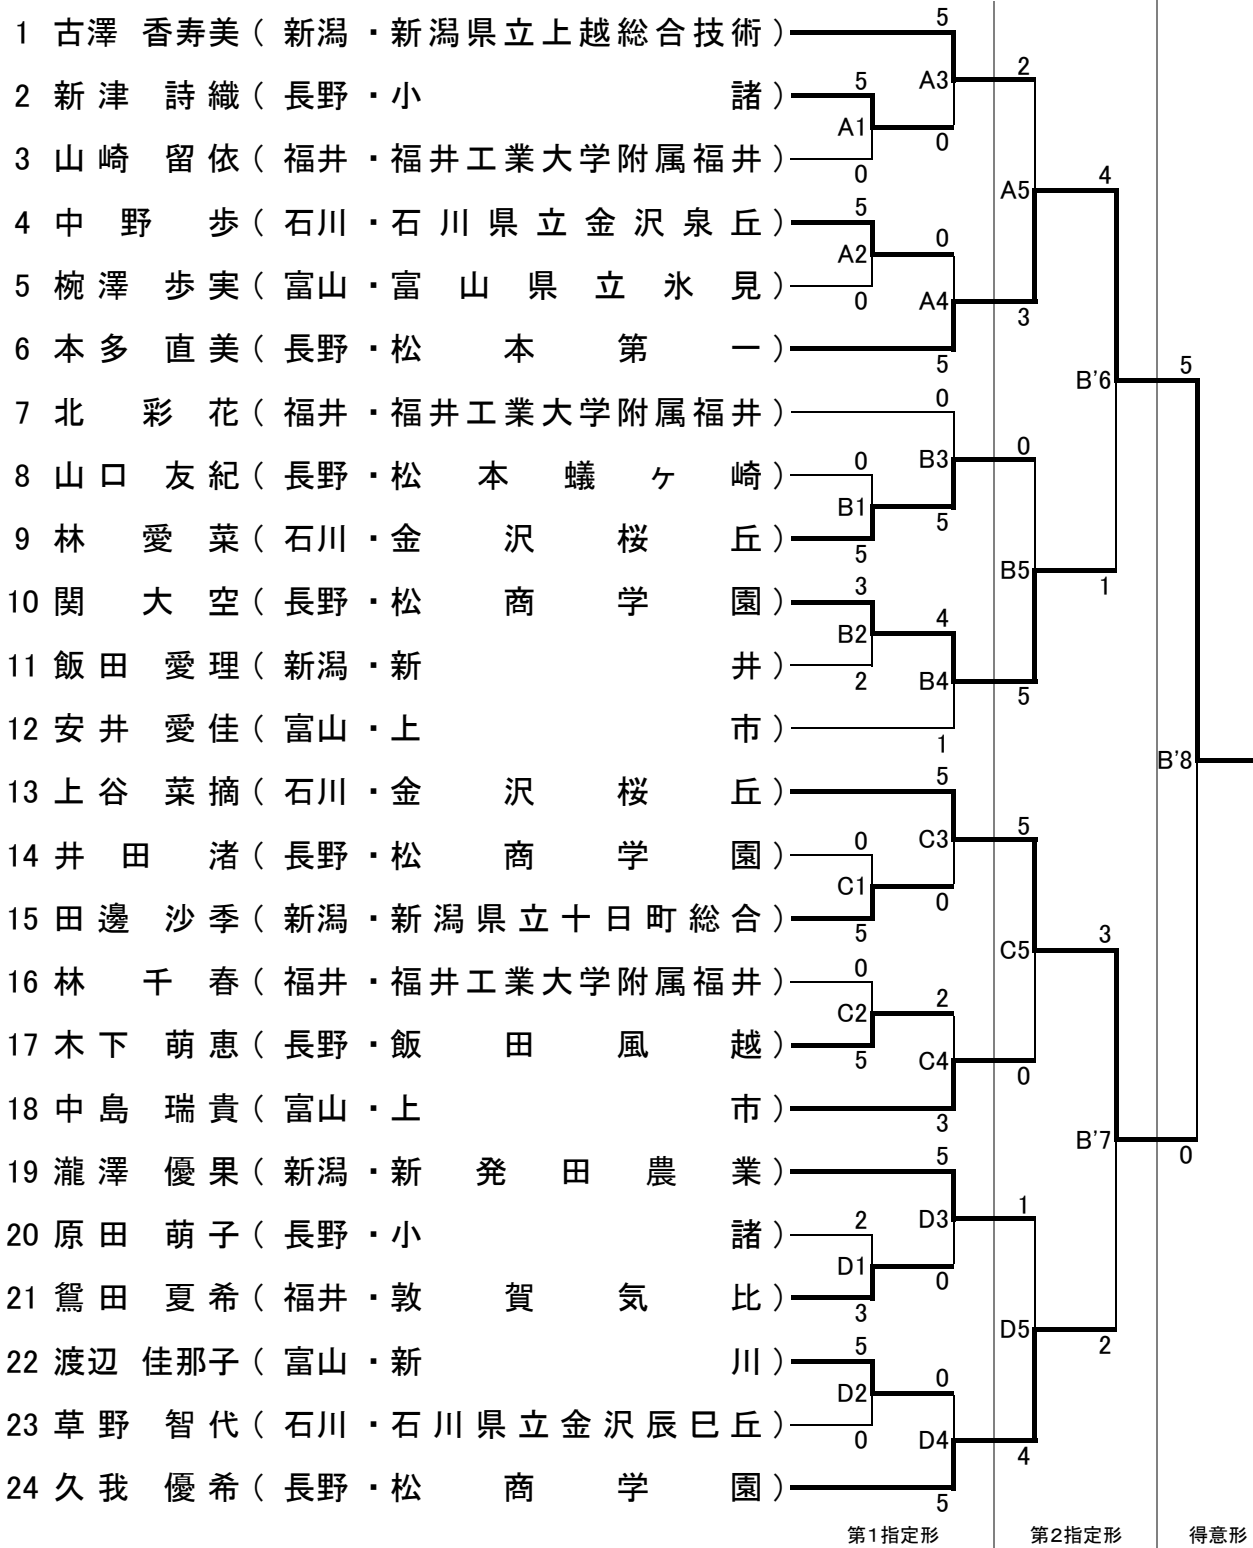 1 古澤 香寿美 ( 新潟 ・ 新潟県立上越総合技術 )
2 新津 詩織 ( 長野 ・ 小諸 )
3 山崎 留依 ( 福井 ・ 福井工業大学附属福井 )
4 中野 歩 ( 石川 ・ 石川県立金沢泉丘 )
5 椀澤 歩実 ( 富山 ・ 富山県立氷見 )
6 本多 直美 ( 長野 ・ 松本第一 )
7 北 彩花 ( 福井 ・ 福井工業大学附属福井 )
8 山口 友紀 ( 長野 ・ 松本蟻ヶ崎 )
9 林 愛菜 ( 石川 ・ 金沢桜丘 )
10 関 大空 ( 長野 ・ 松商学園 )
11 飯田 愛理 ( 新潟 ・ 新井 )
12 安井 愛佳 ( 富山 ・ 上市 )
13 上谷 菜摘 ( 石川 ・ 金沢桜丘 )
14 井田 渚 ( 長野 ・ 松商学園 )
15 田邊 沙季 ( 新潟 ・ 新潟県立十日町総合 )
16 林 千春 ( 福井 ・ 福井工業大学附属福井 )
17 木下 萌恵 ( 長野 ・ 飯田風越 )
18 中島 瑞貴 ( 富山 ・ 上市 )
19 瀧澤 優果 ( 新潟 ・ 新発田農業 )
20 原田 萌子 ( 長野 ・ 小諸 )
21 鴛田 夏希 ( 福井 ・ 敦賀気比 )
22 渡辺 佳那子 ( 富山 ・ 新川 )
23 草野 智代 ( 石川 ・ 石川県立金沢辰巳丘 )
24 久我 優希 ( 長野 ・ 松商学園 )
5
A1
0
5
A2
0
0
B1
5
3
B2
2
0
C1
5
0
C2
5
2
D1
3
5
D2
0
5
A3
0
0
A4
5
0
B3
5
4
B4
1
5
C3
0
2
C4
3
5
D3
0
0
D4
5
2
A5
3
0
B5
5
5
C5
0
1
D5
4
4
B'6
1
3
B'7
2
5
B'8
0
第1指定形
第2指定形
得意形